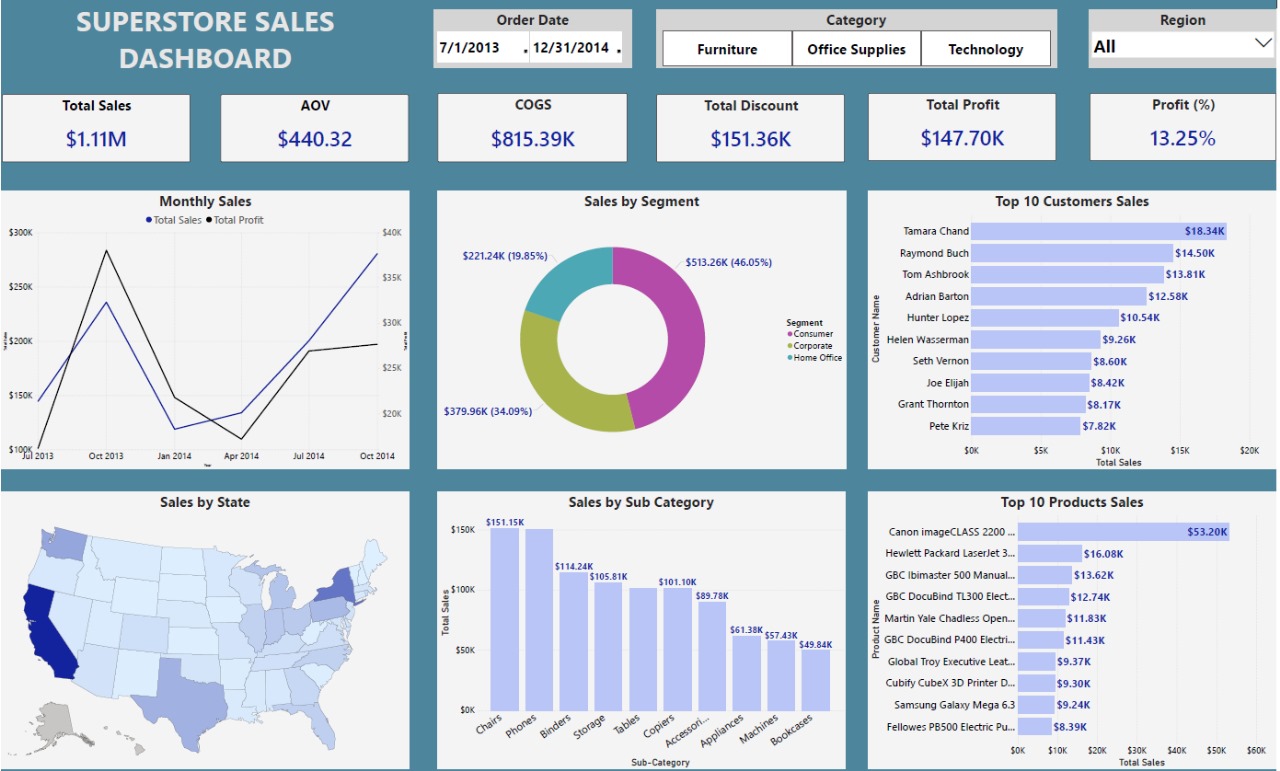 SUPERSTORE SALES
DASHBOARD
Order Date
7/1/2013
12/31/2014
Category
Furniture
Office Supplies
Technology
Region
All
Total Sales
$1.11M
AOV
$440.32
COGS
$815.39K
Total Discount
$151.36K
Total Profit
$147.70K
Profit (%)
13.25%
Monthly Sales
Total Sales Total Profit
$300K
$250K
$200K
$150K
$100K
$40K
$35K
$30K
$25K
$20K
Jul 2013 Oct 2013 Jan 2014 Apr 2014 Jul 2014 Oct 2014
Sales by Segment
$221.24K (19.85%)
$513.26K (46.05%)
$379.96K (34.09%)
Segment
Consumer
Corporate
Home Office
Top 10 Customers Sales
Customer Name
Tamara Chand $18.34K
Raymond Buch $14.50K
Tom Ashbrook $13.81K
Adrian Barton $12.58K
Hunter Lopez $10.54K
Helen Wasserman $9.26K
Seth Vernon $8.60K
Joe Elijah $8.42K
Grant Thornton $8.17K
Pete Kriz $7.82K
$0K $5K $10K $15K $20K
Total Sales
Sales by State
Sales by Sub Category
Total Sales
$150K
$100K
$50K
$0K
$151.15K
$114.24K
$105.81K
$101.10K
$89.78K
$61.38K
$57.43K
$49.84K
Chairs
Phones
Binders
Storage
Tables
Copiers
Accessori...
Appliances
Machines
Bookcases
Sub-Category
Top 10 Products Sales
Product Name
Canon imageCLASS 2200 ... $53.20K
Hewlett Packard LaserJet 3... $16.08K
GBC Ibimaster 500 Manual... $13.62K
GBC DocuBind TL300 Elect... $12.74K
Martin Yale Chadless Open... $11.83K
GBC DocuBind P400 Electri... $11.43K
Global Troy Executive Leat... $9.37K
Cubify CubeX 3D Printer D... $9.30K
Samsung Galaxy Mega 6.3 $9.24K
Fellowes PB500 Electric Pu... $8.39K
$0K $10K $20K $30K $40K $50K $60K
Total Sales